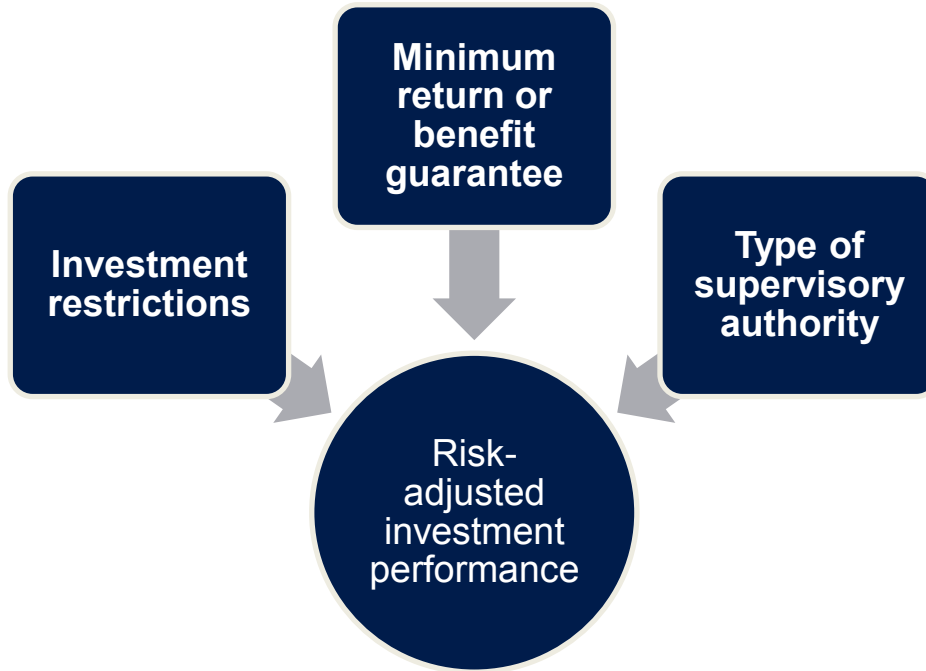 Minimum
return or
benefit
guarantee
Investment
restrictions
Type of
supervisory
authority
Risk-
adjusted
investment
performance